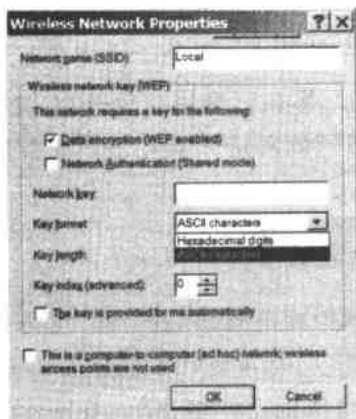 Wireless Network Properties
Network name (SSID): Local
Wireless network key (WEP)
This network requires a key for the following:
Data encryption (WEP enabled)
Network Authentication (Shared mode)
Network key:
Key format: ASCII characters
Hexadecimal digits
Key length:
Key index (advanced): 0
The key is provided for me automatically
This is a computer-to-computer (ad hoc) network; wireless
access points are not used
OK Cancel